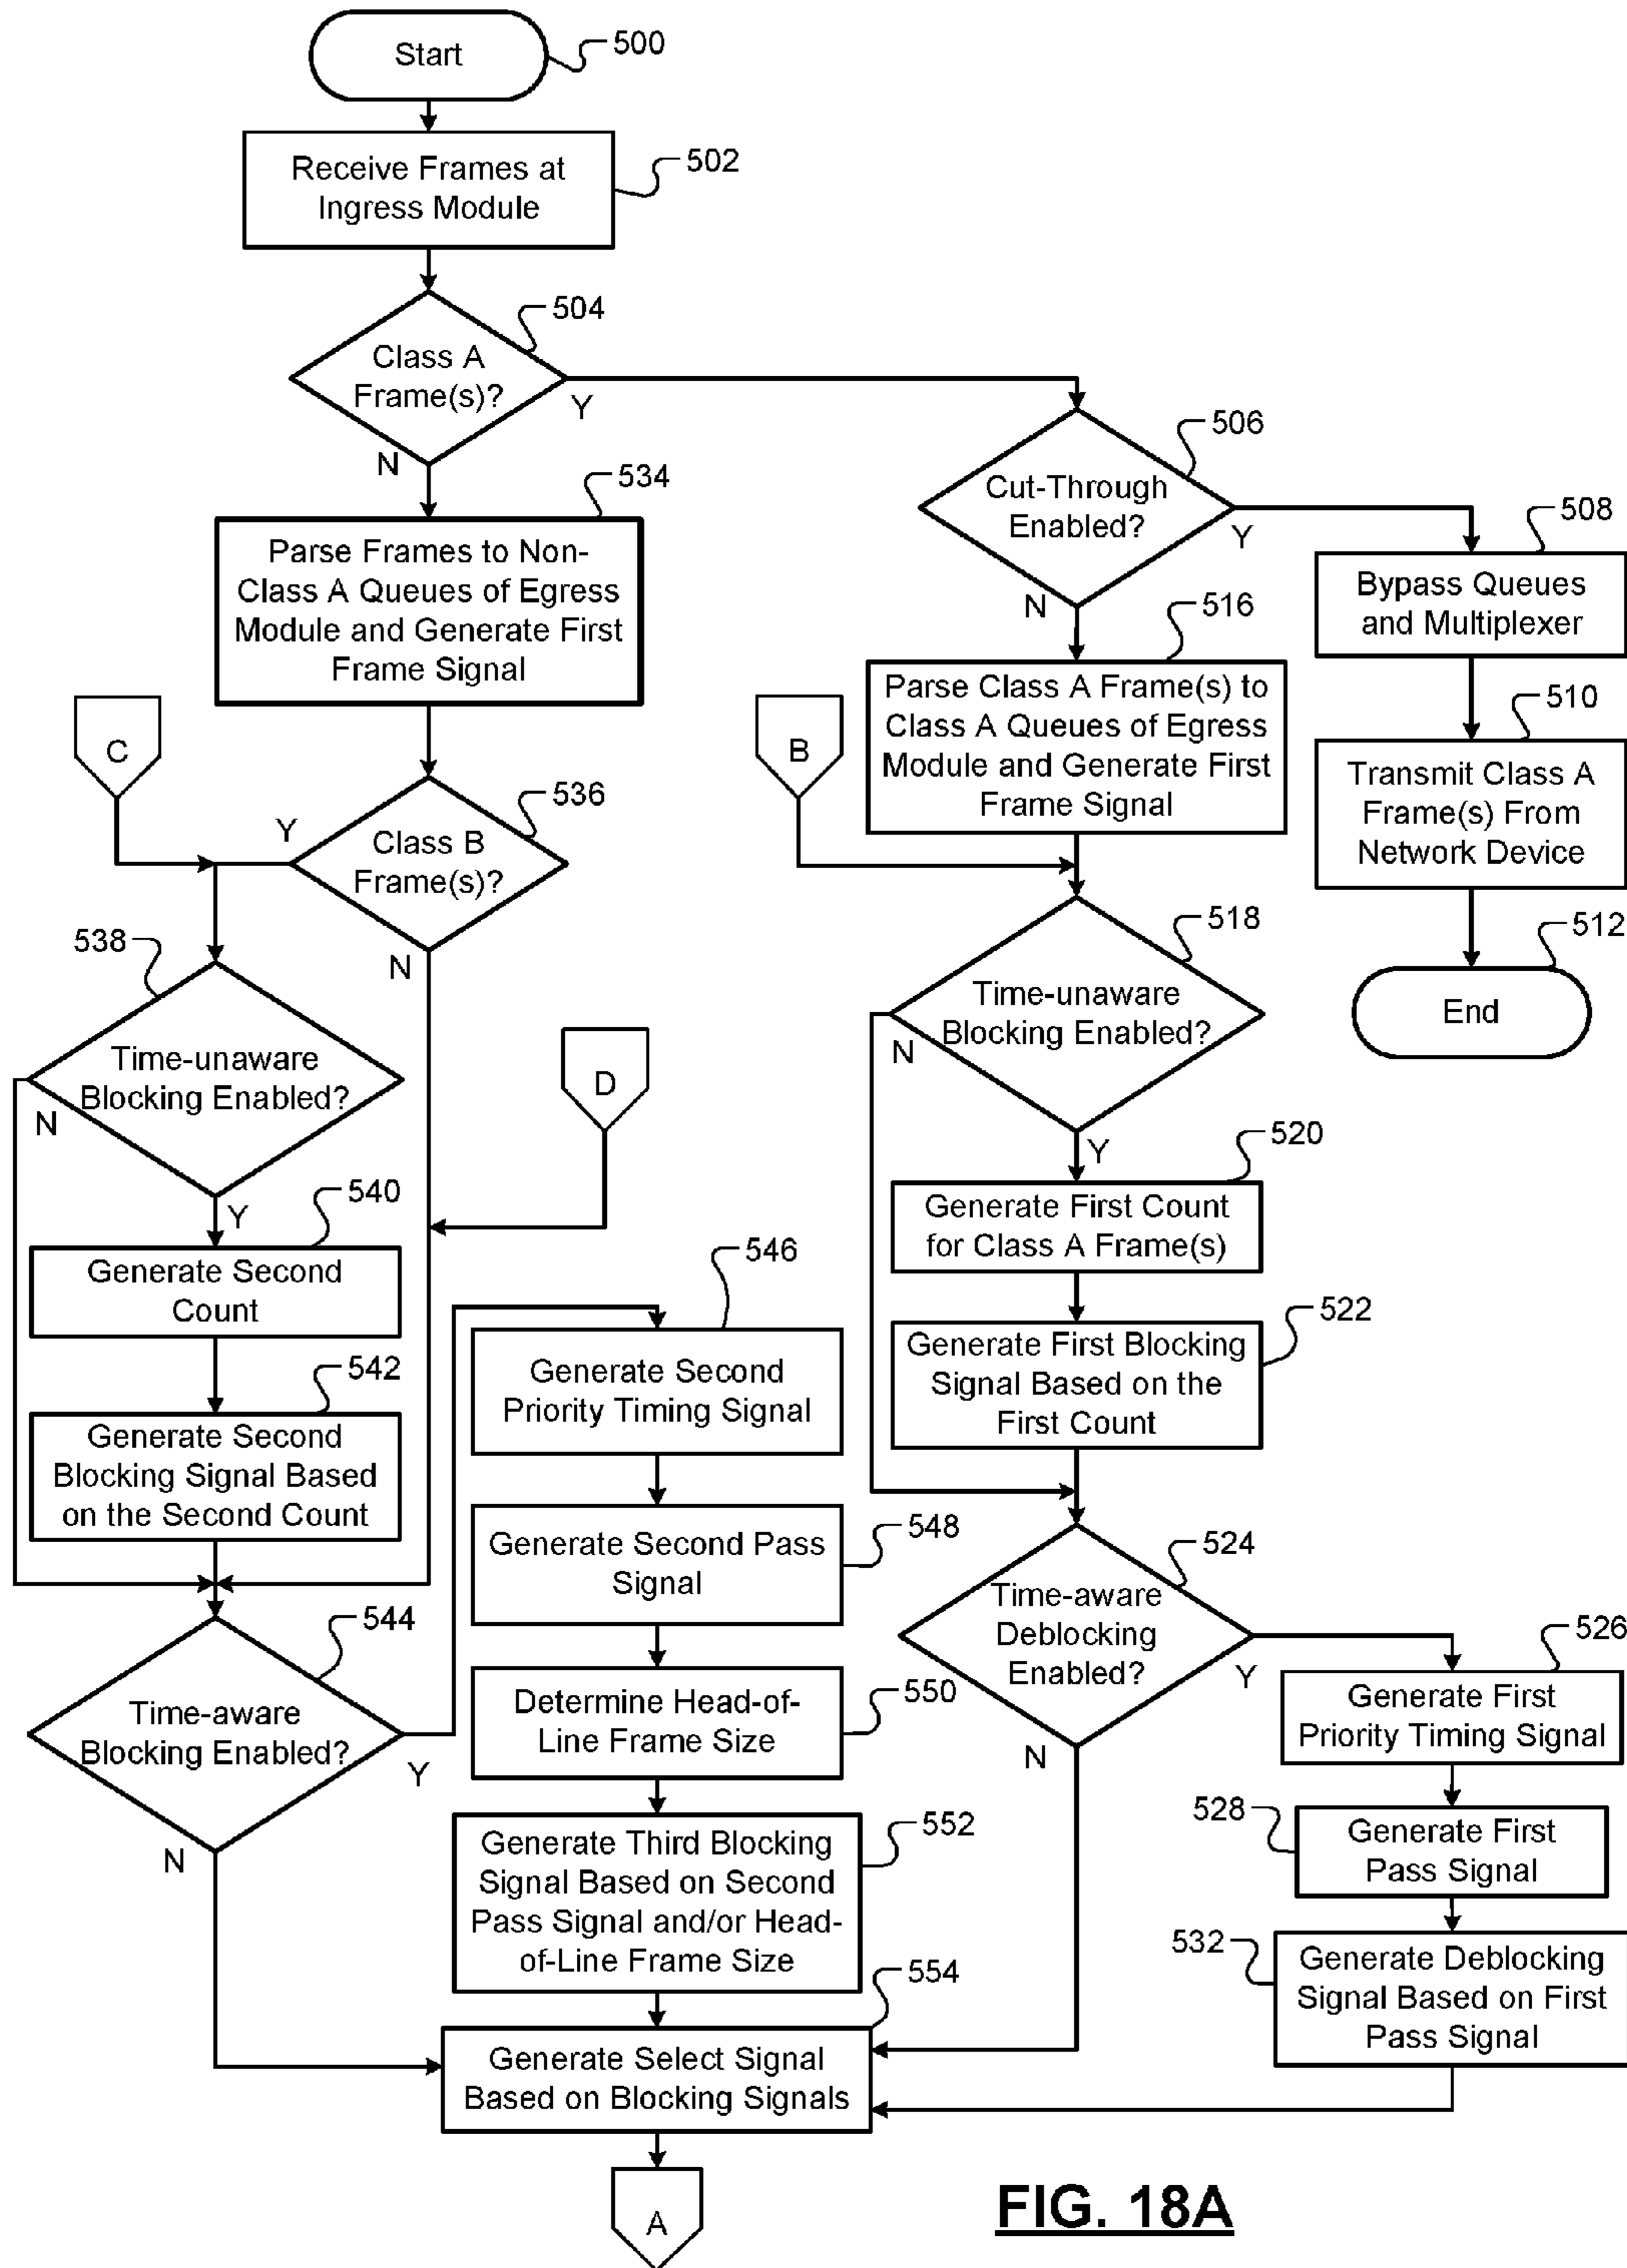 Start
500
Receive Frames at
Ingress Module
502
504
Class A
Frame(s)?
Y
N
506
Cut-Through
Enabled?
Y
N
508
Bypass Queues
and Multiplexer
510
Transmit Class A
Frame(s) From
Network Device
512
End
534
Parse Frames to Non-
Class A Queues of Egress
Module and Generate First
Frame Signal
516
Parse Class A Frame(s) to
Class A Queues of Egress
Module and Generate First
Frame Signal
C
B
536
Class B
Frame(s)?
Y
N
518
Time-unaware
Blocking Enabled?
N
Y
538
Time-unaware
Blocking Enabled?
N
Y
D
520
Generate First Count
for Class A Frame(s)
522
Generate First Blocking
Signal Based on the
First Count
540
Generate Second
Count
542
Generate Second
Blocking Signal Based
on the Second Count
546
Generate Second
Priority Timing Signal
548
Generate Second Pass
Signal
550
Determine Head-of-
Line Frame Size
552
Generate Third Blocking
Signal Based on Second
Pass Signal and/or Head-
of-Line Frame Size
544
Time-aware
Blocking Enabled?
Y
N
524
Time-aware
Deblocking
Enabled?
Y
N
526
Generate First
Priority Timing Signal
528
Generate First
Pass Signal
532
Generate Deblocking
Signal Based on First
Pass Signal
554
Generate Select Signal
Based on Blocking Signals
A
FIG. 18A